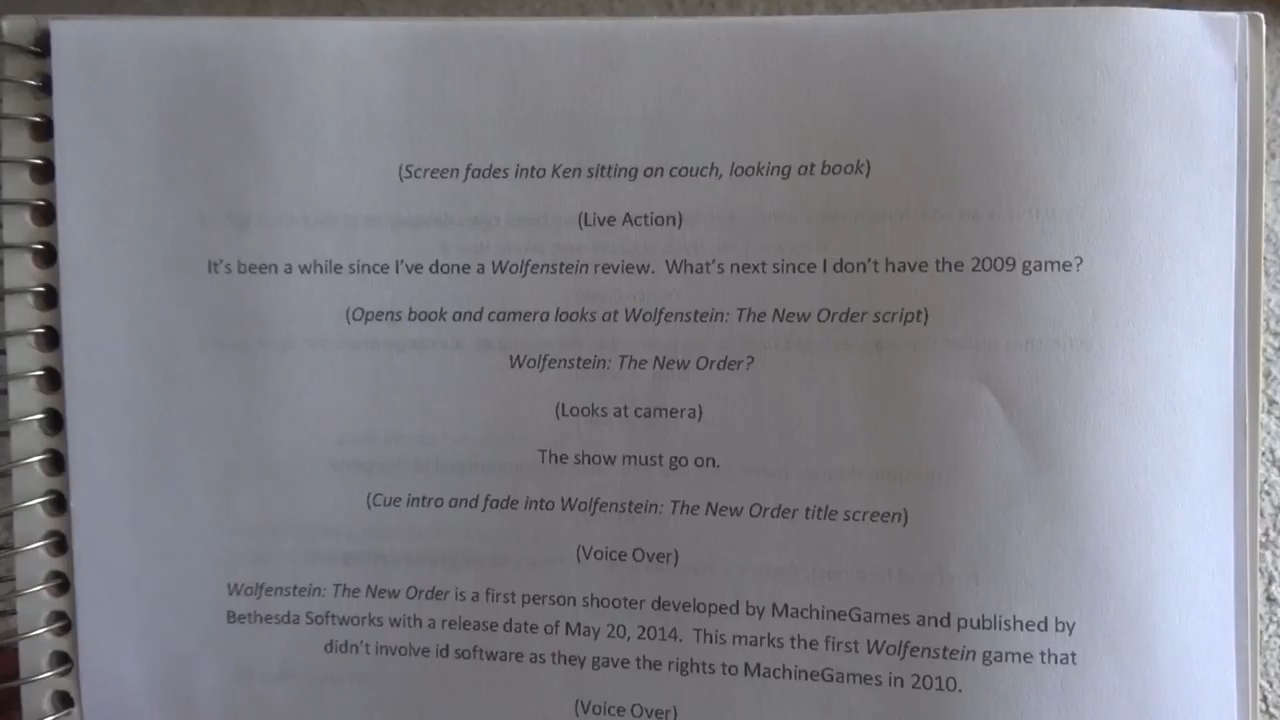 (Screen fades into Ken sitting on couch, looking at book)
(Live Action)
It's been a while since I've done a Wolfenstein review.  What's next since I don't have the 2009 game?
(Opens book and camera looks at Wolfenstein: The New Order script)
Wolfenstein: The New Order?
(Looks at camera)
The show must go on.
(Cue intro and fade into Wolfenstein: The New Order title screen)
(Voice Over)
Wolfenstein: The New Order is a first person shooter developed by MachineGames and published by
Bethesda Softworks with a release date of May 20, 2014.  This marks the first Wolfenstein game that
didn't involve id software as they gave the rights to MachineGames in 2010.
(Voice Over)